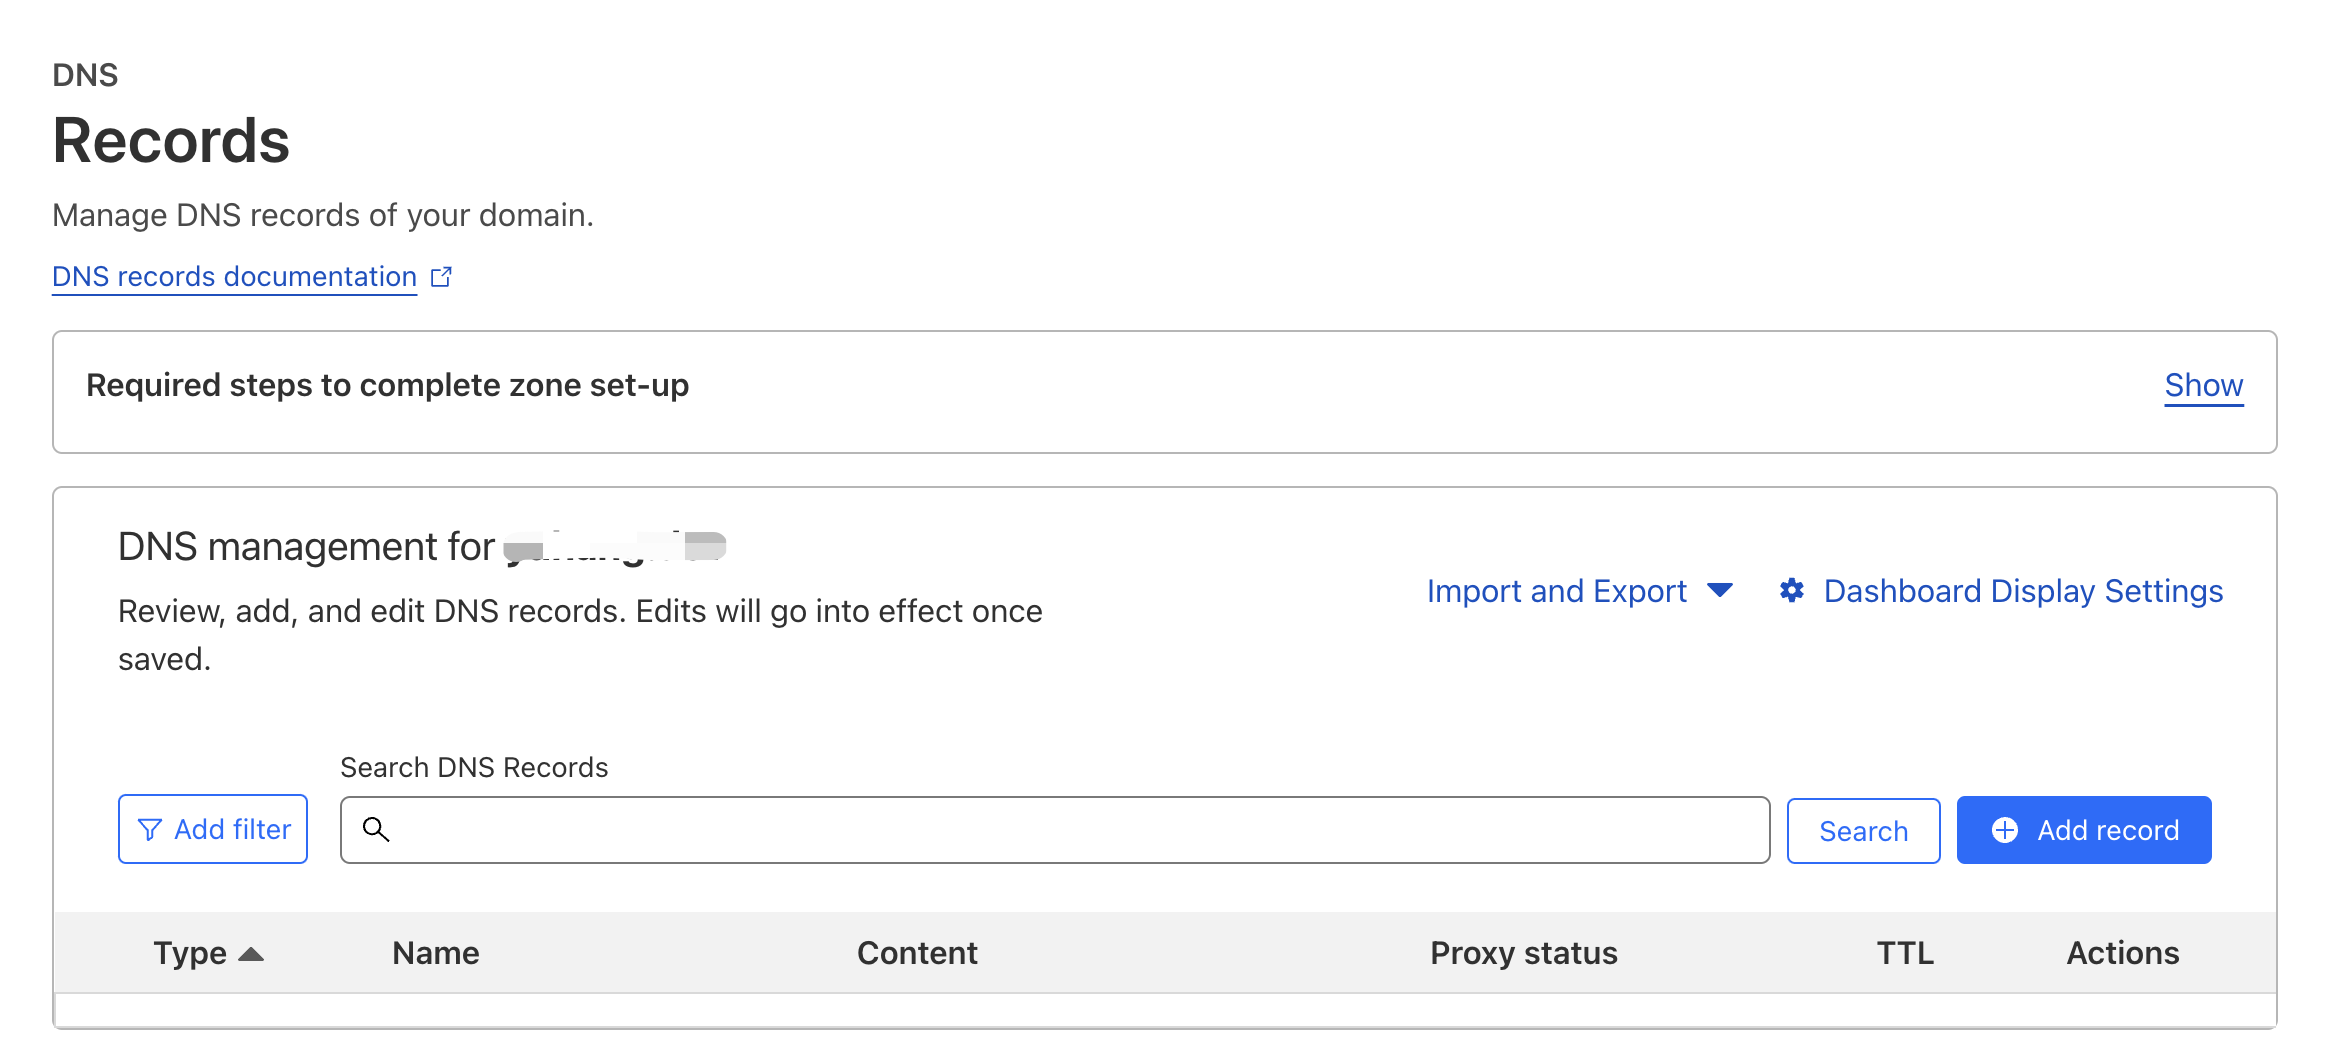 DNS
Records
Manage DNS records of your domain.
DNS records documentation
Required steps to complete zone set-up
Show
DNS management for
Review, add, and edit DNS records. Edits will go into effect once
saved.
Import and Export
Dashboard Display Settings
Search DNS Records
Add filter
Search
Add record
Type Name Content Proxy status TTL Actions